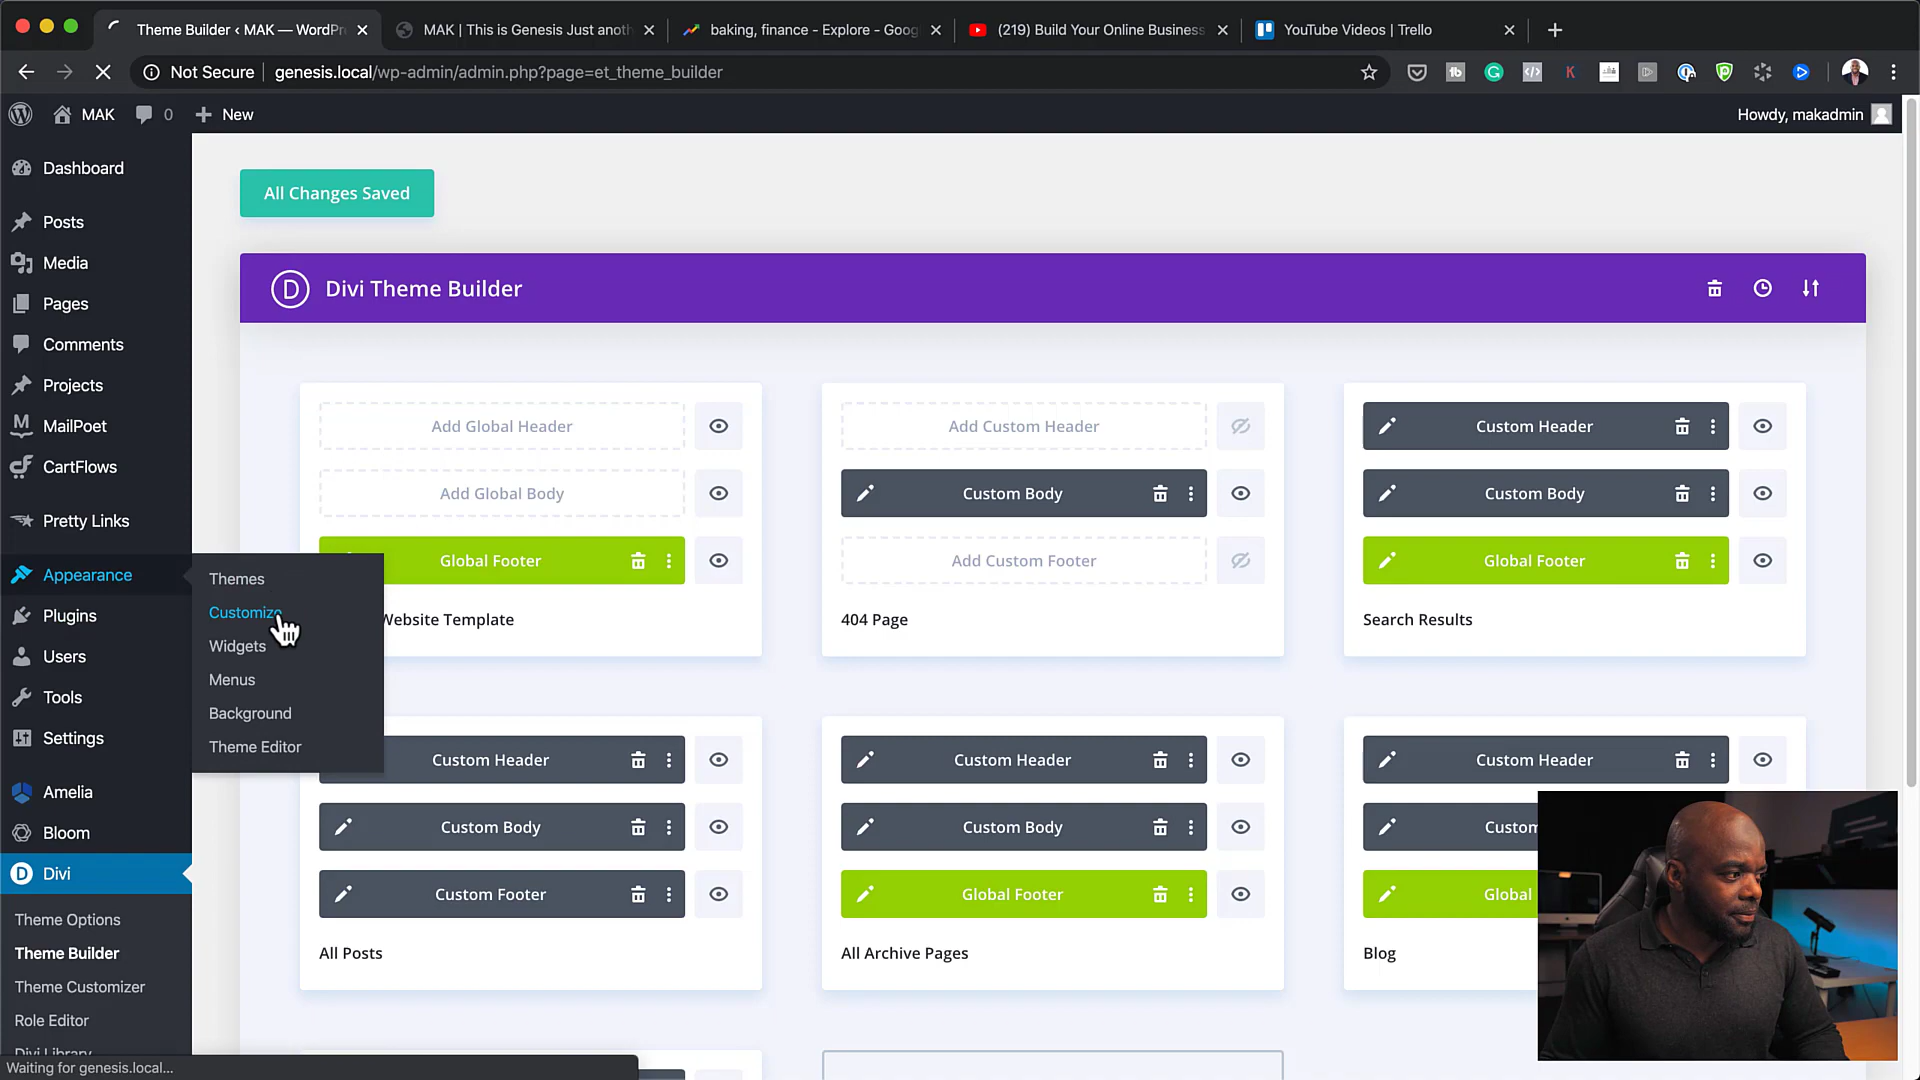 Theme Builder ‹ MAK — WordPr
MAK | This is Genesis Just anoth
baking, finance - Explore - Goog
(219) Build Your Online Business
YouTube Videos | Trello
Not Secure
genesis.local/wp-admin/admin.php?page=et_theme_builder
MAK
0
New
Howdy, makadmin
Dashboard
Posts
Media
Pages
Comments
Projects
MailPoet
CartFlows
Pretty Links
Appearance
Plugins
Users
Tools
Settings
Amelia
Bloom
Divi
Theme Options
Theme Builder
Theme Customizer
Role Editor
Divi Library
Waiting for genesis.local...
Themes
Customize
Widgets
Menus
Background
Theme Editor
All Changes Saved
Divi Theme Builder
Add Global Header
Add Global Body
Global Footer
Website Template
Add Custom Header
Custom Body
Add Custom Footer
404 Page
Custom Header
Custom Body
Global Footer
Search Results
Custom Header
Custom Body
Custom Footer
All Posts
Custom Header
Custom Body
Global Footer
All Archive Pages
Custom Header
Custom
Global
Blog